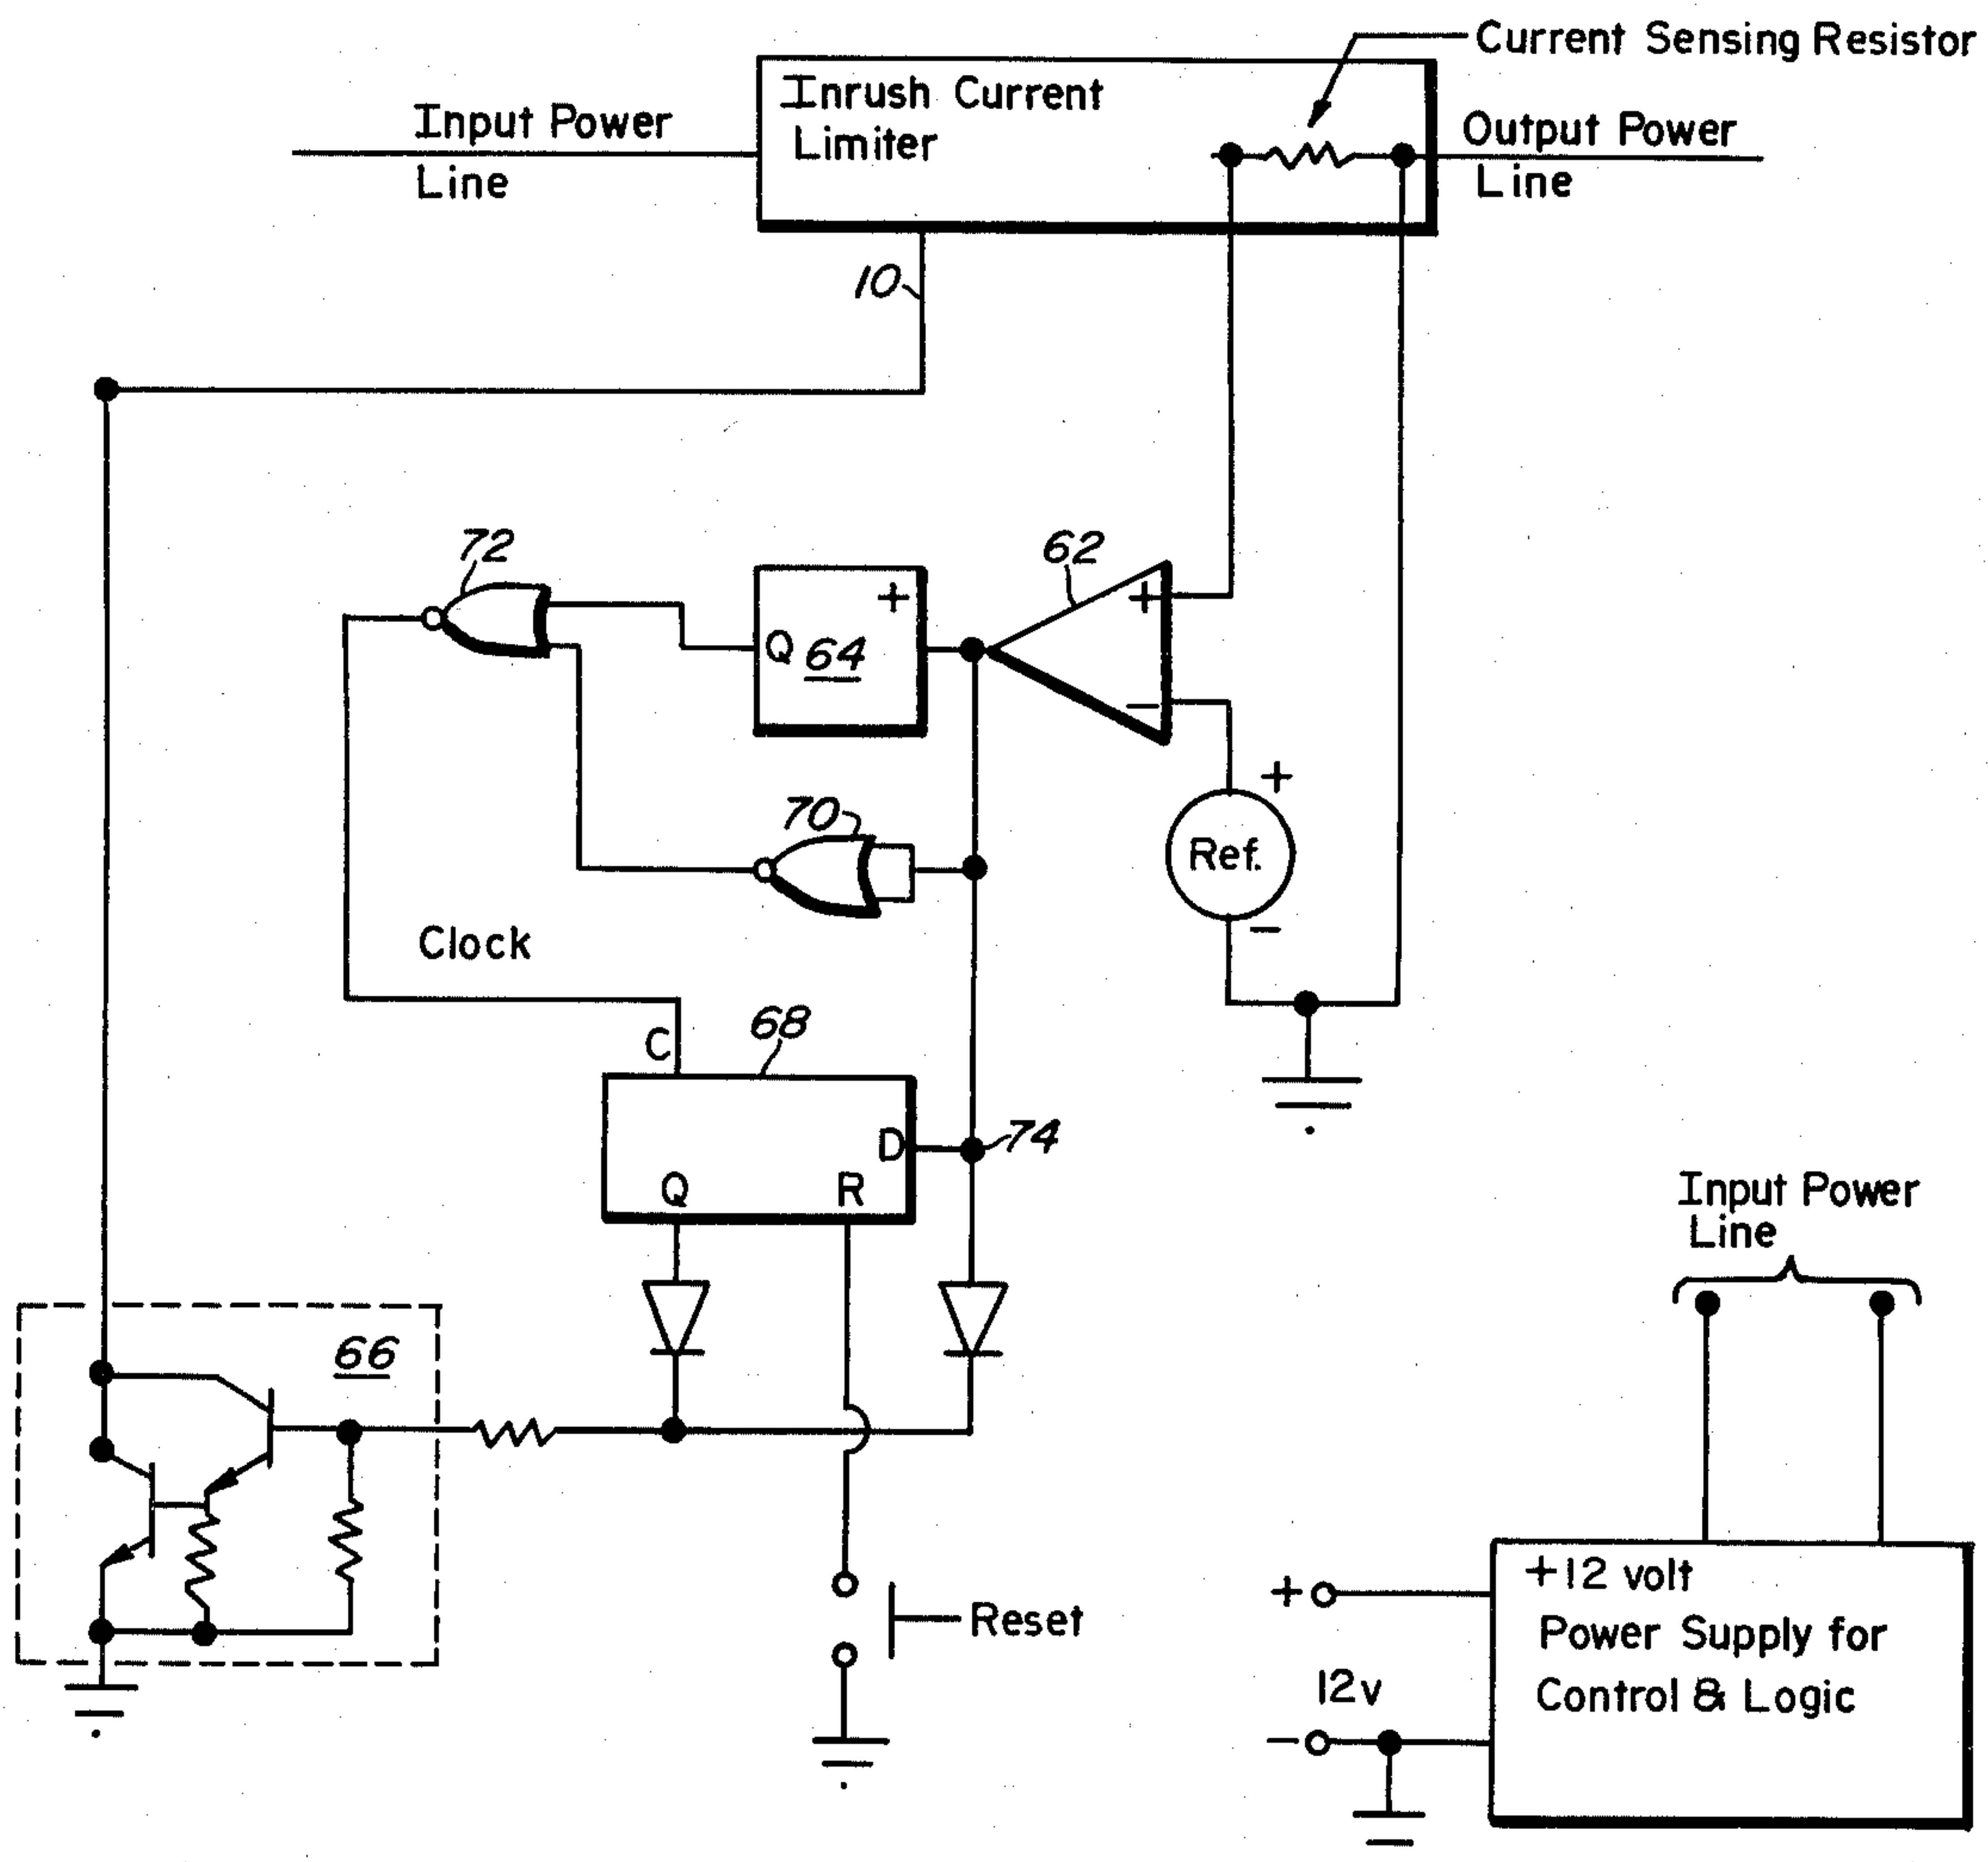 Current Sensing Resistor
Inrush Current
Limiter
Input Power
Line
Output Power
Line
10
72
62
+
+
Q 64
−
+
70
Ref.
−
Clock
68
C
D
74
Q
R
Input Power
Line
66
+12 volt
Power Supply for
Control & Logic
+
Reset
12v
−